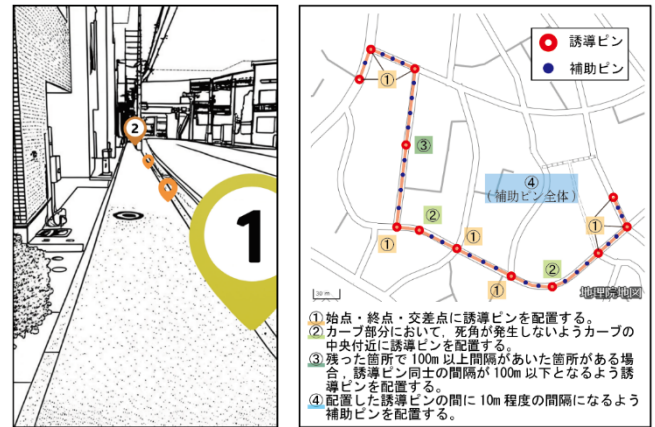 2
1
誘導ピン
補助ピン
①
③
④
(補助ピン全体)
②
①
①
①
②
①
30 m
地理院地図
①始点・終点・交差点に誘導ピンを配置する。
②カーブ部分において，死角が発生しないようカーブの
中央付近に誘導ピンを配置する。
③残った箇所で100m以上間隔があいた箇所がある場
合，誘導ピン同士の間隔が100m以下となるよう誘
導ピンを配置する。
④配置した誘導ピンの間に10m程度の間隔になるよう
補助ピンを配置する。